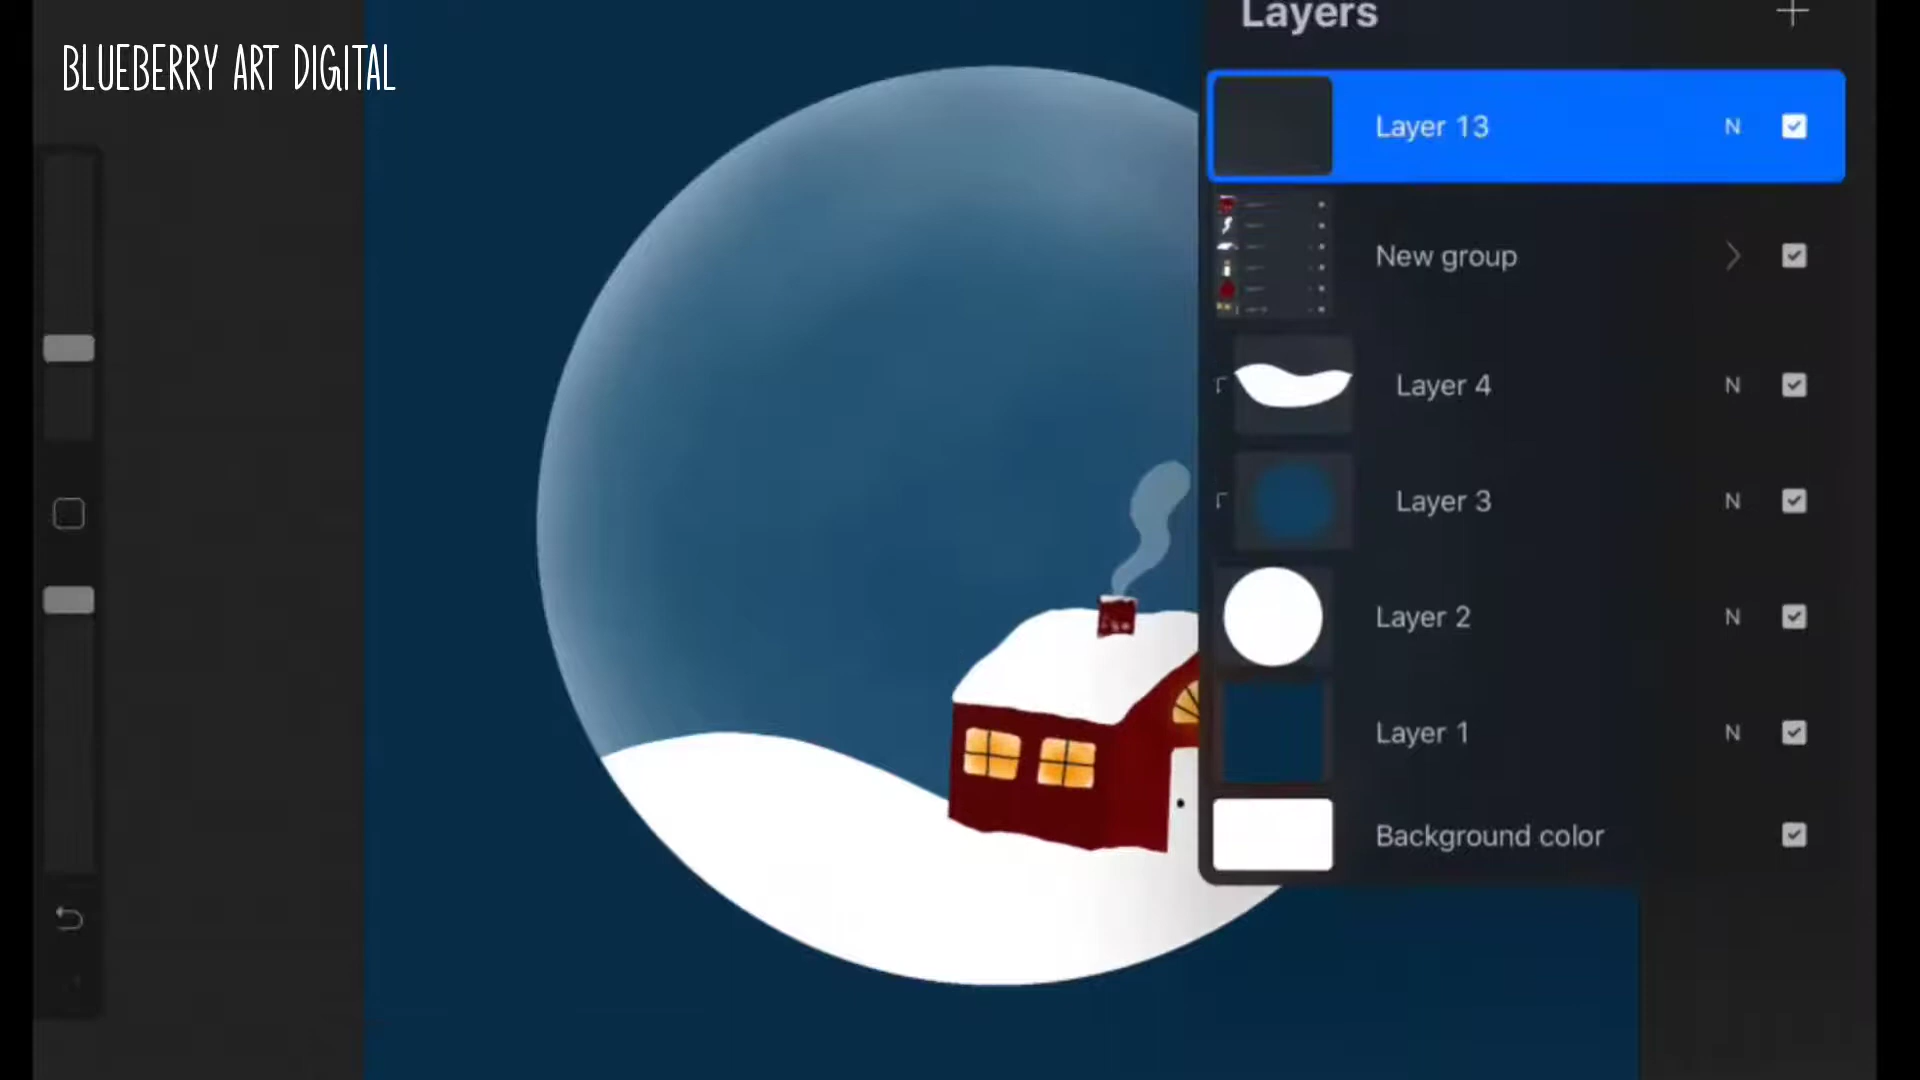 BLUEBERRY ART DIGITAL
Layers
Layer 13 N
New group
Layer 4 N
Layer 3 N
Layer 2 N
Layer 1 N
Background color